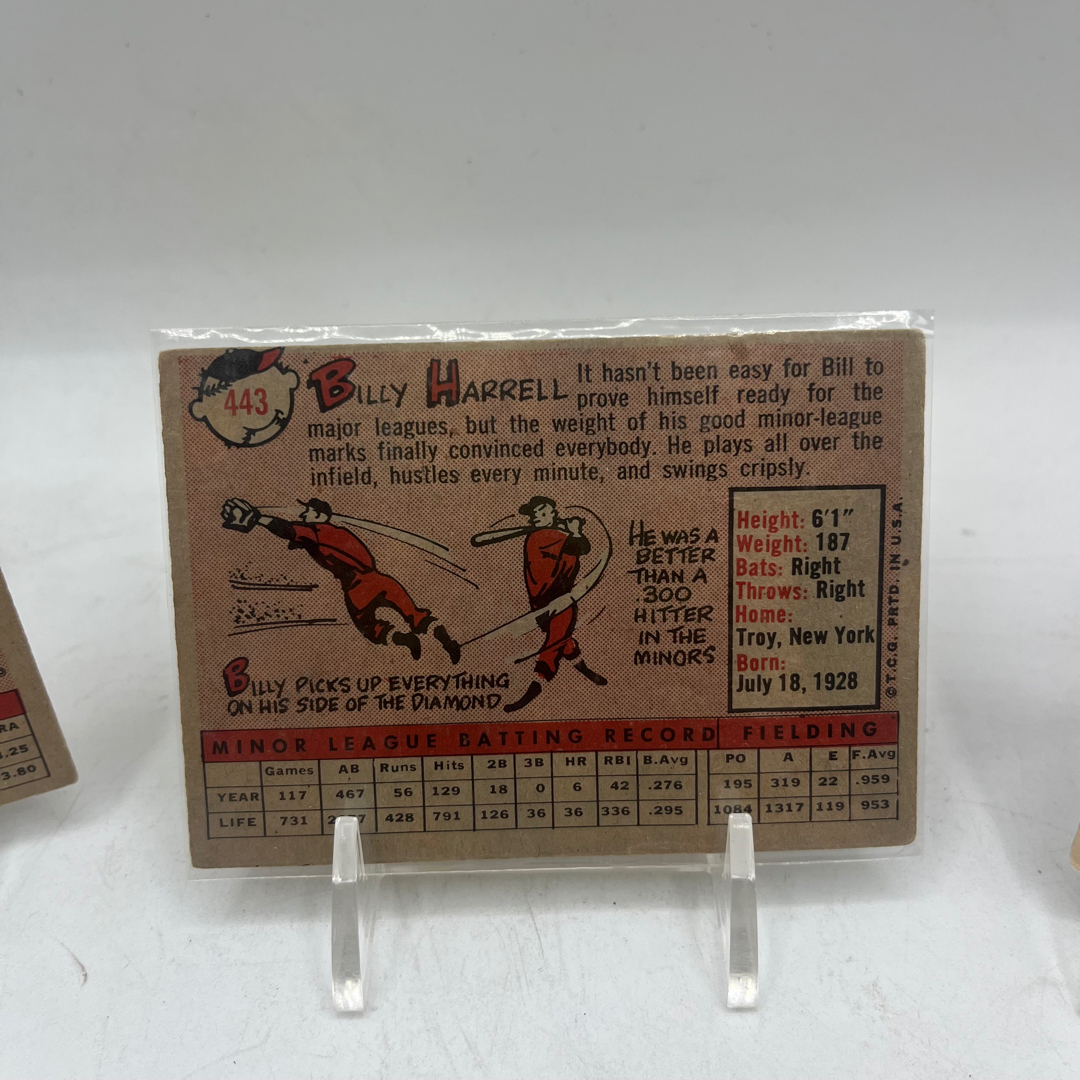 443
BILLY HARRELL It hasn't been easy for Bill to
prove himself ready for the
major leagues, but the weight of his good minor-league
marks finally convinced everybody. He plays all over the
infield, hustles every minute, and swings cripsly.
HE WAS A
BETTER
THAN A
.300
HITTER
IN THE
MINORS
BILLY PICKS UP EVERYTHING
ON HIS SIDE OF THE DIAMOND
Height: 6'1"
Weight: 187
Bats: Right
Throws: Right
Home:
Troy, New York
Born:
July 18, 1928
© T.C.G. PRTD. IN U.S.A.
MINOR LEAGUE BATTING RECORD FIELDING
Games AB Runs Hits 2B 3B HR RBI B.Avg PO A E F.Avg
YEAR 117 467 56 129 18 0 6 42 .276 195 319 22 .959
LIFE 731 428 791 126 36 36 336 .295 1084 1317 119 953
RA
.25
3.80